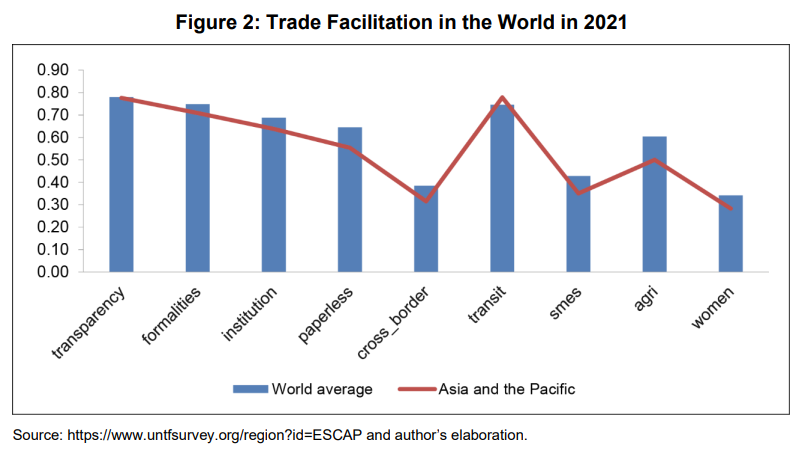 Figure 2: Trade Facilitation in the World in 2021
0.90
0.80
0.70
0.60
0.50
0.40
0.30
0.20
0.10
0.00
transparency
formalities
institution
paperless
cross_border
transit
smes
agri
women
World average
Asia and the Pacific
Source: https://www.untfsurvey.org/region?id=ESCAP and author’s elaboration.